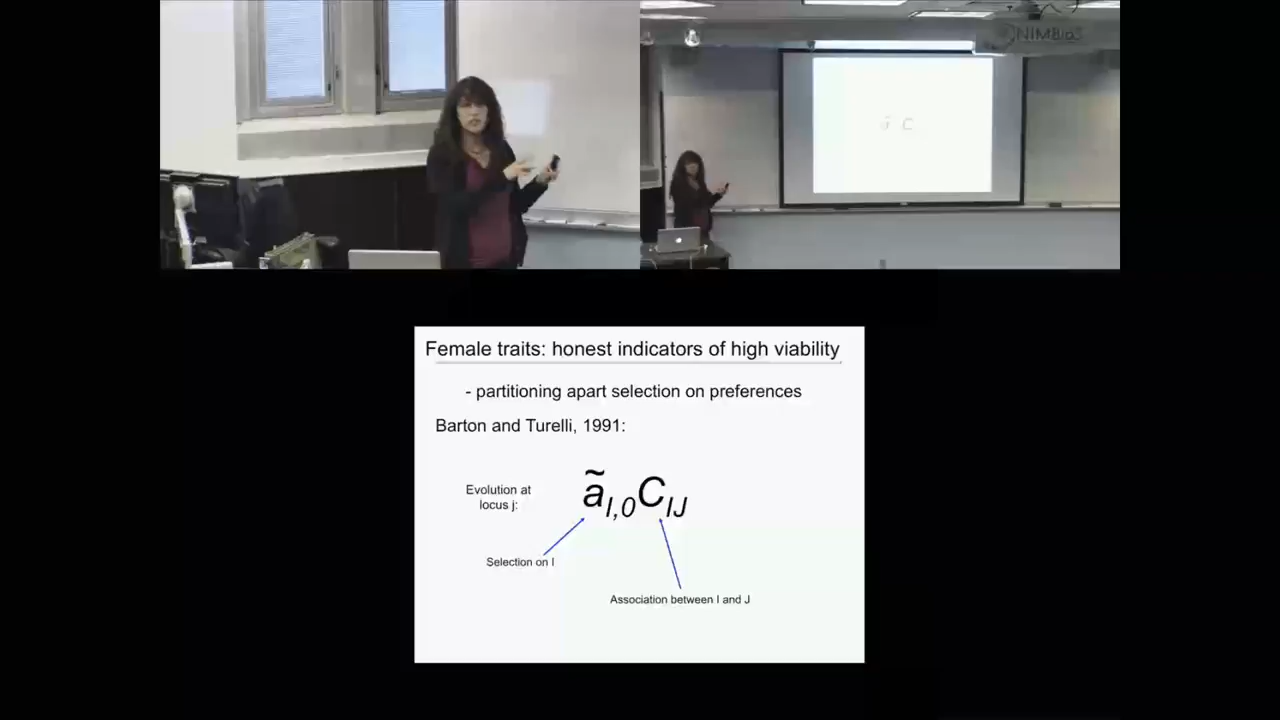 NIMBioS
Female traits: honest indicators of high viability
- partitioning apart selection on preferences
Barton and Turelli, 1991:
Evolution at
locus j:
ã_{I,0}C_{IJ}
Selection on I
Association between I and J